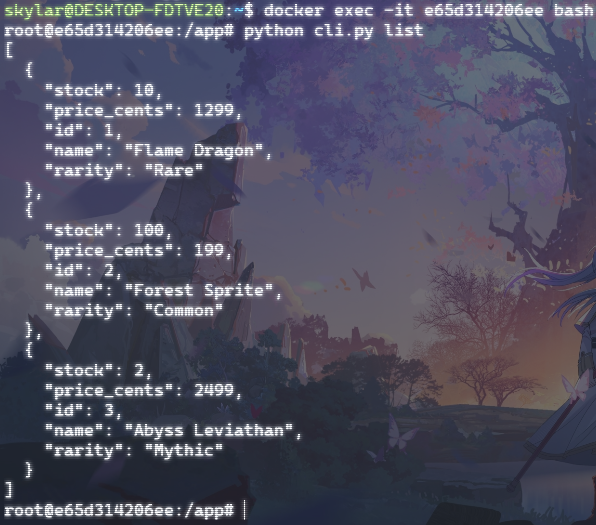 skylar@DESKTOP-FDTVE20:~$ docker exec -it e65d314206ee bash
root@e65d314206ee:/app# python cli.py list
[
  {
    "stock": 10,
    "price_cents": 1299,
    "id": 1,
    "name": "Flame Dragon",
    "rarity": "Rare"
  },
  {
    "stock": 100,
    "price_cents": 199,
    "id": 2,
    "name": "Forest Sprite",
    "rarity": "Common"
  },
  {
    "stock": 2,
    "price_cents": 2499,
    "id": 3,
    "name": "Abyss Leviathan",
    "rarity": "Mythic"
  }
]
root@e65d314206ee:/app#